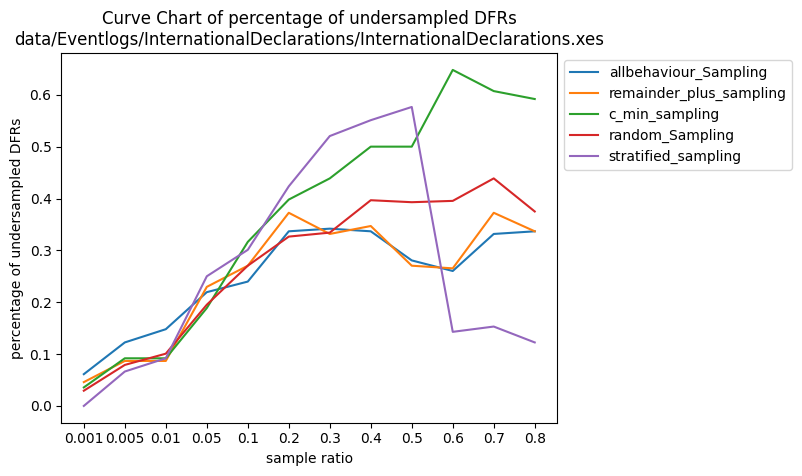 Curve Chart of percentage of undersampled DFRs
data/Eventlogs/InternationalDeclarations/InternationalDeclarations.xes
allbehaviour_Sampling
remainder_plus_sampling
c_min_sampling
random_Sampling
stratified_sampling
percentage of undersampled DFRs
0.6
0.5
0.4
0.3
0.2
0.1
0.0
0.001 0.005 0.01 0.05 0.1 0.2 0.3 0.4 0.5 0.6 0.7 0.8
sample ratio